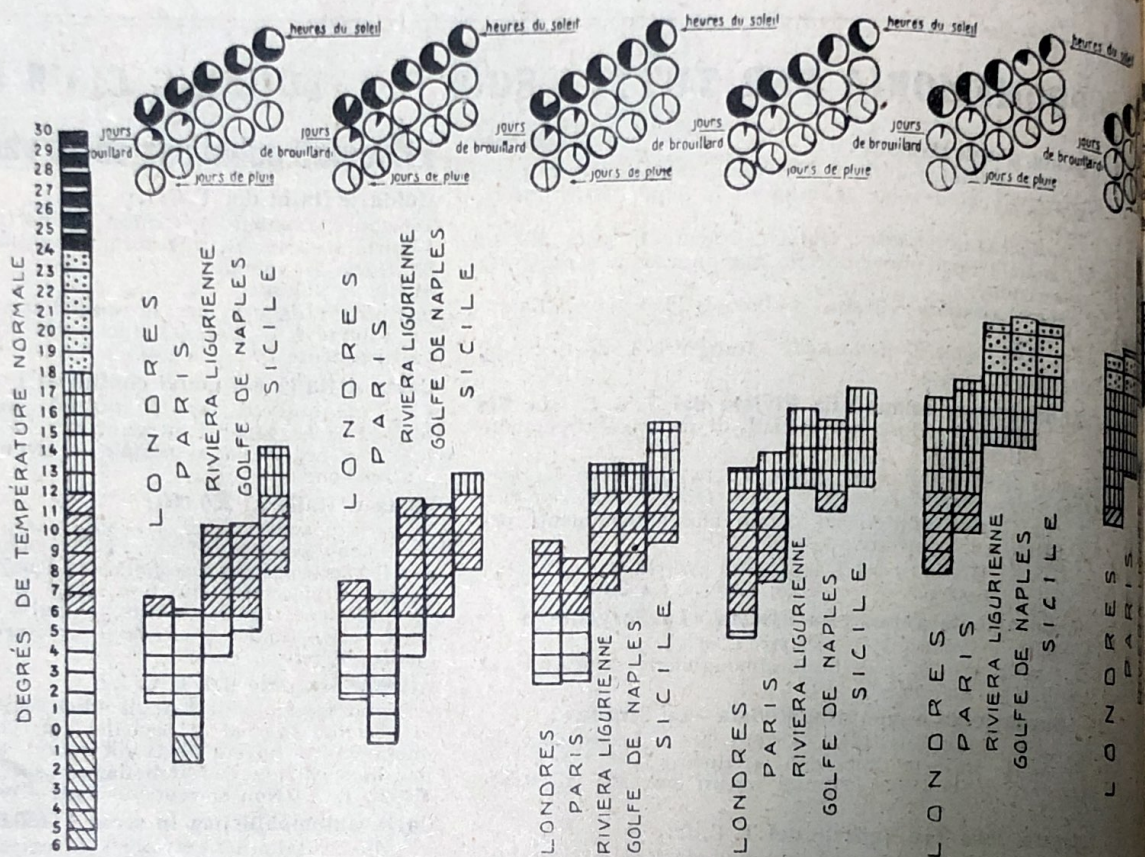 heures du soleil
heures du soleil
heures du soleil
heures du soleil
heures du soleil
jours
brouillard
jours de pluie
jours
de brouillard
jours de pluie
jours
de brouillard
jours de pluie
jours
de brouillard
jours de pluie
jours
de brouillard
jours de pluie
jours
de brouillard
DEGRÉS DE TEMPÉRATURE NORMALE
30
29
28
27
26
25
24
23
22
21
20
19
18
17
16
15
14
13
12
11
10
9
8
7
6
5
4
3
2
1
0
1
2
3
4
5
6
LONDRES
PARIS
RIVIERA LIGURIENNE
GOLFE DE NAPLES
SICILE
LONDRES
PARIS
RIVIERA LIGURIENNE
GOLFE DE NAPLES
SICILE
LONDRES
PARIS
RIVIERA LIGURIENNE
GOLFE DE NAPLES
SICILE
LONDRES
PARIS
RIVIERA LIGURIENNE
GOLFE DE NAPLES
SICILE
LONDRES
PARIS
RIVIERA LIGURIENNE
GOLFE DE NAPLES
SICILE
LONDRES
PARIS